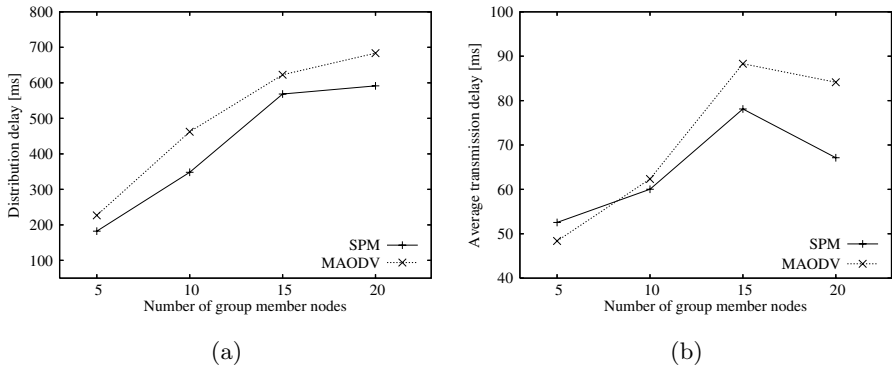 Distribution delay [ms]
800
700
600
500
400
300
200
100
SPM
MAODV
5 10 15 20
Number of group member nodes
(a)
Average transmission delay [ms]
100
90
80
70
60
50
40
SPM
MAODV
5 10 15 20
Number of group member nodes
(b)